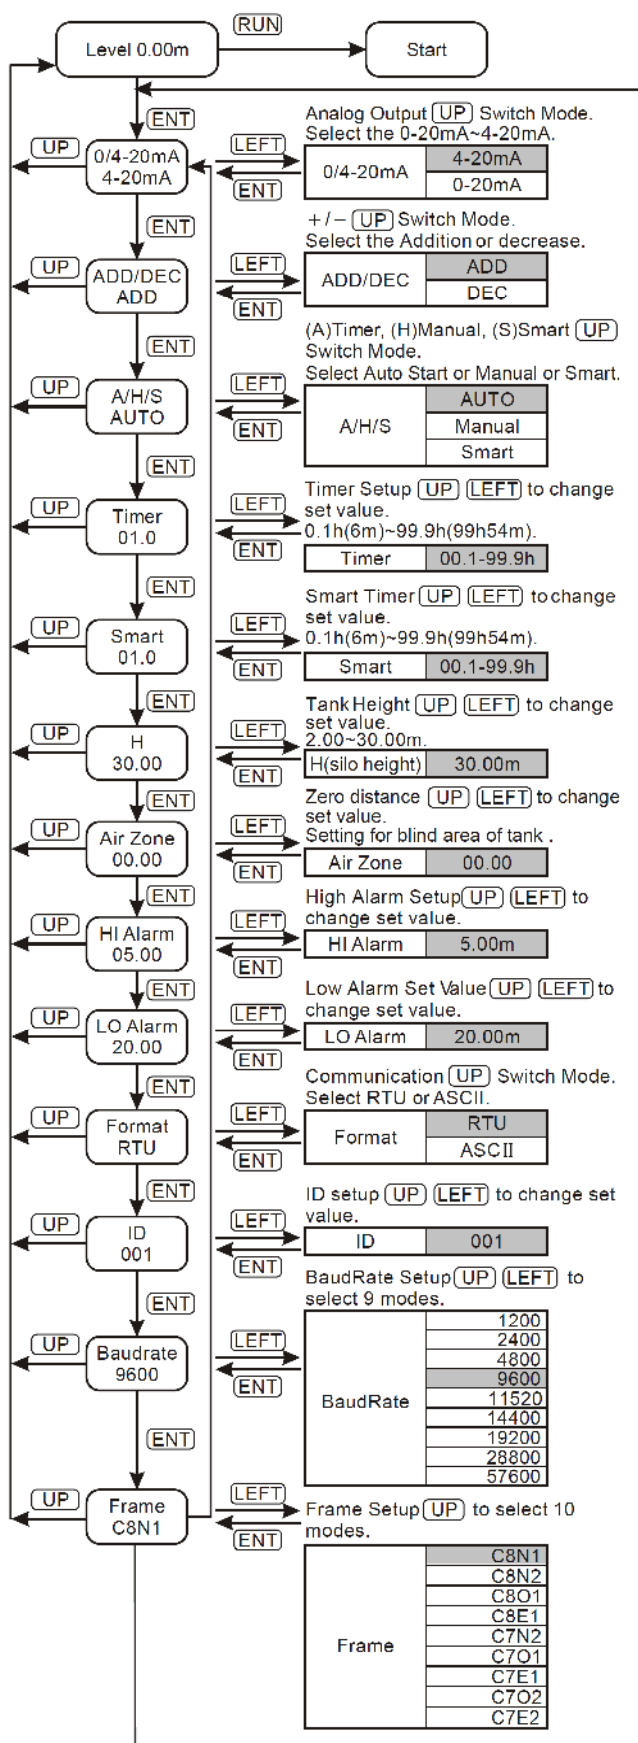 RUN
Level 0.00m
Start
ENT
Analog Output UP Switch Mode.
Select the 0-20mA~4-20mA.
UP
0/4-20mA
4-20mA
LEFT
ENT
0/4-20mA
4-20mA
0-20mA
ENT
+/− UP Switch Mode.
Select the Addition or decrease.
UP
ADD/DEC
ADD
LEFT
ENT
ADD/DEC
ADD
DEC
ENT
(A)Timer, (H)Manual, (S)Smart UP
Switch Mode.
Select Auto Start or Manual or Smart.
UP
A/H/S
AUTO
LEFT
ENT
A/H/S
AUTO
Manual
Smart
ENT
Timer Setup UP LEFT to change
set value.
0.1h(6m)~99.9h(99h54m).
UP
Timer
01.0
LEFT
ENT
Timer 00.1-99.9h
ENT
Smart Timer UP LEFT to change
set value.
0.1h(6m)~99.9h(99h54m).
UP
Smart
01.0
LEFT
ENT
Smart 00.1-99.9h
ENT
Tank Height UP LEFT to change
set value.
2.00~30.00m.
UP
H
30.00
LEFT
ENT
H(silo height) 30.00m
ENT
Zero distance UP LEFT to change
set value.
Setting for blind area of tank .
UP
Air Zone
00.00
LEFT
ENT
Air Zone 00.00
ENT
High Alarm Setup UP LEFT to
change set value.
UP
HI Alarm
05.00
LEFT
ENT
HI Alarm 5.00m
ENT
Low Alarm Set Value UP LEFT to
change set value.
UP
LO Alarm
20.00
LEFT
ENT
LO Alarm 20.00m
ENT
Communication UP Switch Mode.
Select RTU or ASCII.
UP
Format
RTU
LEFT
ENT
Format
RTU
ASCII
ENT
ID setup UP LEFT to change set
value.
UP
ID
001
LEFT
ENT
ID 001
ENT
BaudRate Setup UP LEFT to
select 9 modes.
UP
Baudrate
9600
LEFT
ENT
BaudRate
1200
2400
4800
9600
11520
14400
19200
28800
57600
ENT
UP
Frame
C8N1
LEFT
ENT
Frame Setup UP to select 10
modes.
Frame
C8N1
C8N2
C8O1
C8E1
C7N2
C7O1
C7E1
C7O2
C7E2